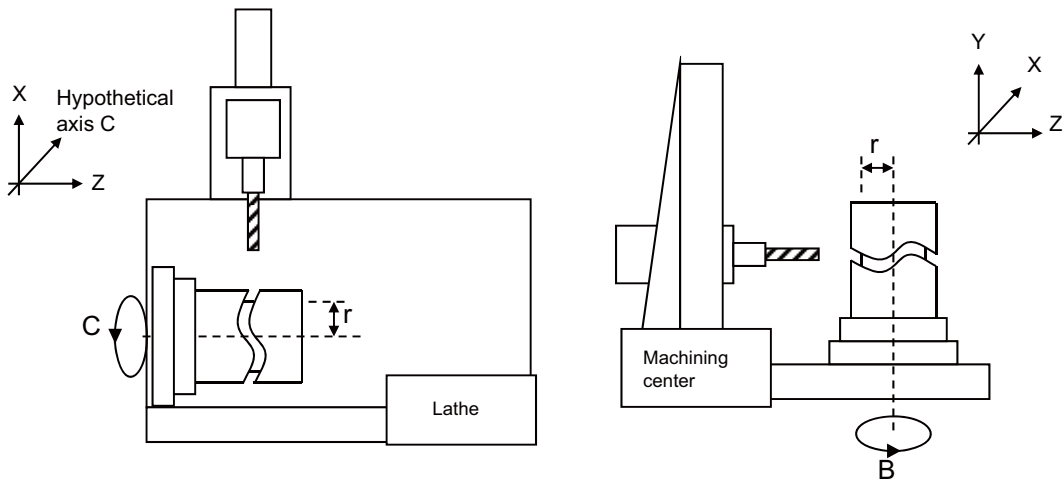 X
Hypothetical
axis C
Z
C
r
Lathe
Y
X
Z
r
Machining
center
B